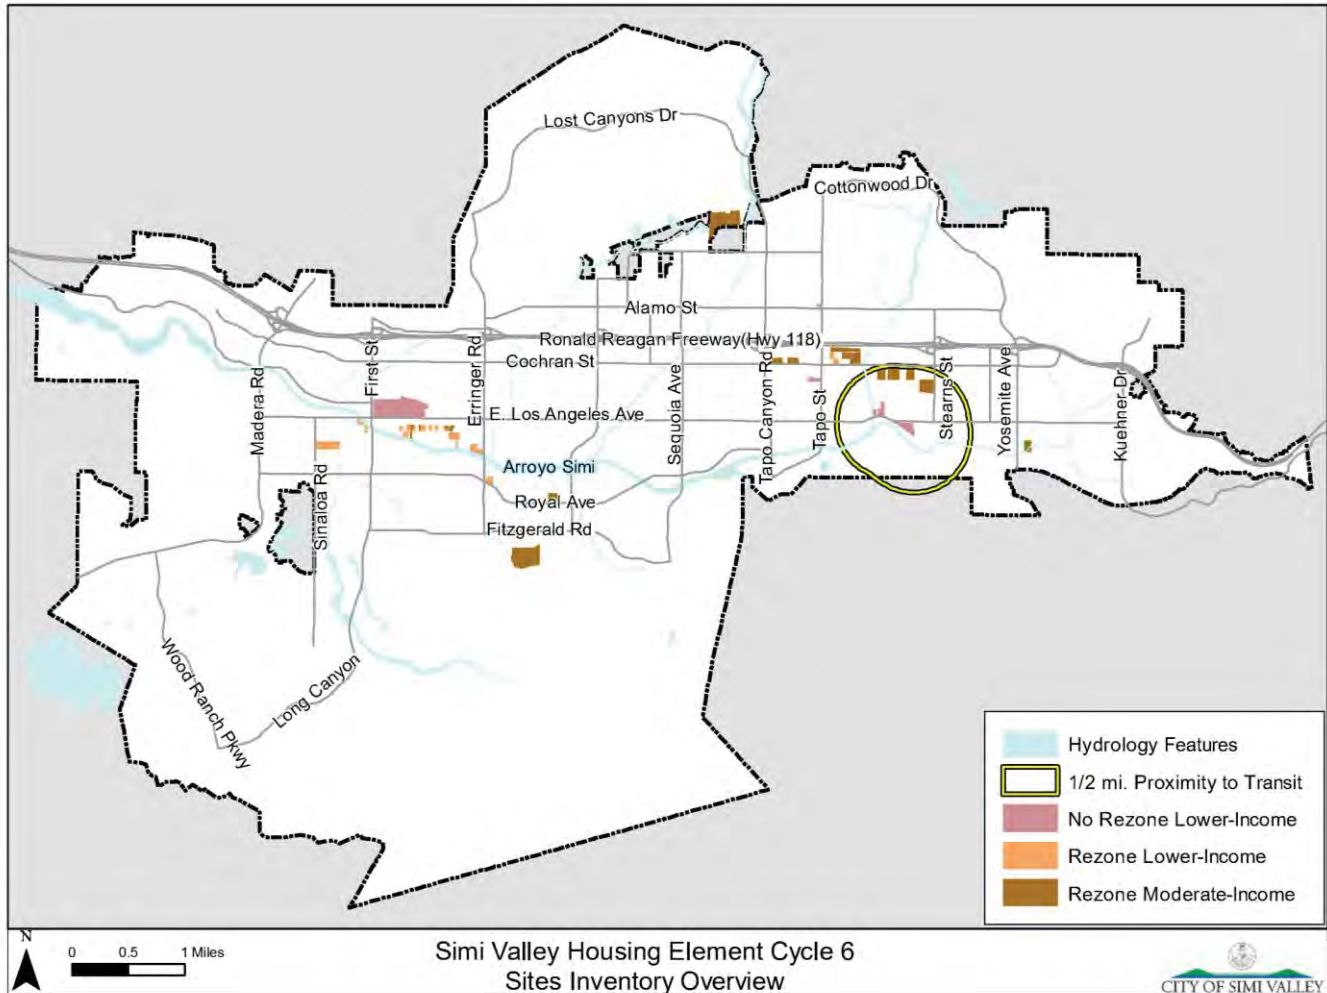 Lost Canyons Dr
Cottonwood Dr
Alamo St
Ronald Reagan Freeway(Hwy 118)
Cochran St
Madera Rd
First St
Erringer Rd
Sequoia Ave
Tapo Canyon Rd
Tapo St
Stearns St
Yosemite Ave
Kuehner Dr
E. Los Angeles Ave
Arroyo Simi
Royal Ave
Fitzgerald Rd
Sinaloa Rd
Wood Ranch Pkwy
Long Canyon
Hydrology Features
1/2 mi. Proximity to Transit
No Rezone Lower-Income
Rezone Lower-Income
Rezone Moderate-Income
N
0 0.5 1 Miles
Simi Valley Housing Element Cycle 6
Sites Inventory Overview
CITY OF SIMI VALLEY